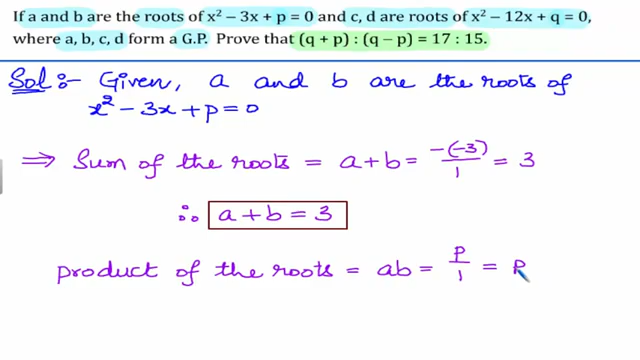 If a and b are the roots of x² – 3x + p = 0 and c, d are roots of x² – 12x + q = 0,
where a, b, c, d form a G.P. Prove that (q + p) : (q – p) = 17 : 15.
Sol :- Given, a and b are the roots of
x² - 3x + p = 0
⟹ Sum of the roots = a + b = -(-3)/1 = 3
∴ a + b = 3
product of the roots = ab = p/1 = p